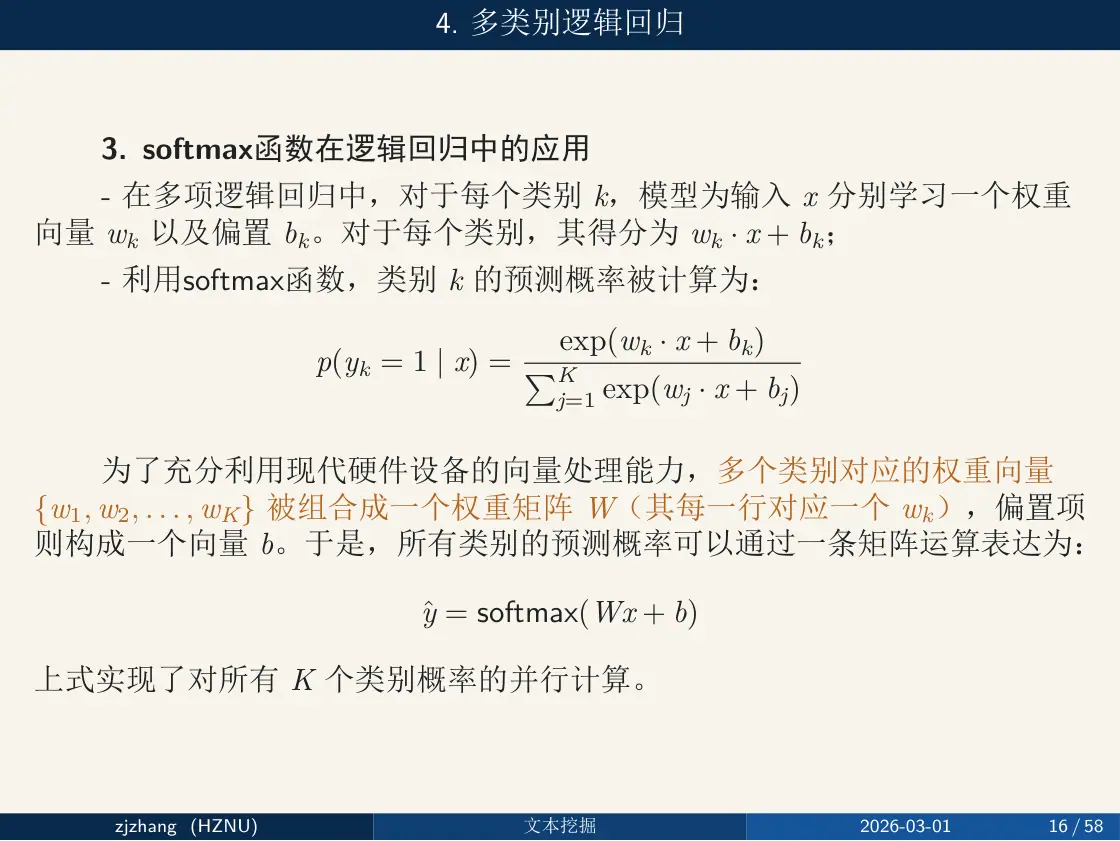 4. 多类别逻辑回归
3. softmax函数在逻辑回归中的应用
- 在多项逻辑回归中，对于每个类别 k，模型为输入 x 分别学习一个权重
向量 w_k 以及偏置 b_k。对于每个类别，其得分为 w_k · x + b_k；
- 利用softmax函数，类别 k 的预测概率被计算为：
p(y_k = 1 | x) = \frac{exp(w_k · x + b_k)}{∑_{j=1}^{K} exp(w_j · x + b_j)}
为了充分利用现代硬件设备的向量处理能力，多个类别对应的权重向量
{w_1, w_2, . . . , w_K} 被组合成一个权重矩阵 W（其每一行对应一个 w_k），偏置项
则构成一个向量 b。于是，所有类别的预测概率可以通过一条矩阵运算表达为：
ŷ = softmax(Wx + b)
上式实现了对所有 K 个类别概率的并行计算。
zjzhang (HZNU) 文本挖掘 2026-03-01 16 / 58